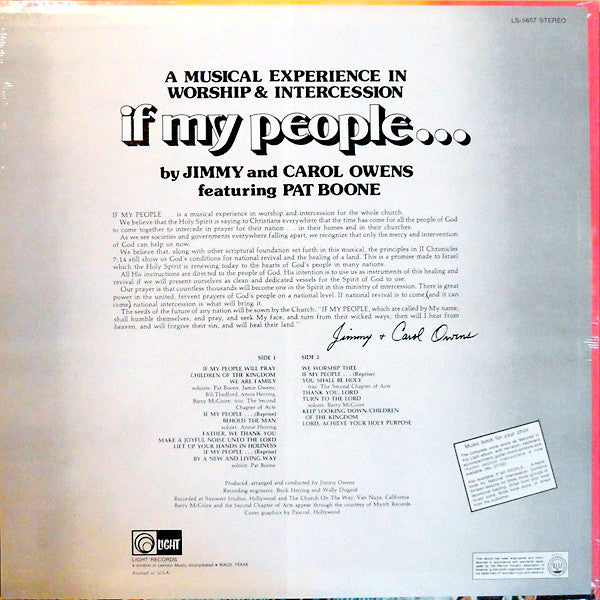 LS-5657 STEREO
A MUSICAL EXPERIENCE IN
WORSHIP & INTERCESSION
if my people...
by JIMMY and CAROL OWENS
featuring PAT BOONE
IF MY PEOPLE . . . is a musical experience in worship and intercession for the whole church.
We believe that the Holy Spirit is saying to Christians everywhere that the time has come for all the people of God
to come together to intercede in prayer for their nation . . . in their homes and in their churches.
As we see societies and governments everywhere falling apart, we recognize that only the mercy and intervention
of God can help us now.
We believe that, along with other scriptural foundation set forth in this musical, the principles in II Chronicles
7:14 still show us God's conditions for national revival and the healing of a land. This is a promise made to Israel
which the Holy Spirit is renewing today to the hearts of God's people in many nations.
All His instructions are directed to the people of God. His intention is to use us as instruments of this healing and
revival if we will present ourselves as clean and dedicated vessels for the Spirit of God to use.
Our prayer is that countless thousands will become one in the Spirit in this ministry of intercession. There is great
power in the united, fervent prayers of God's people on a national level. If national revival is to come (and it can
come) national intercession is what will bring it.
The seeds of the future of any nation will be sown by the Church: "IF MY PEOPLE, which are called by My name,
shall humble themselves, and pray, and seek My face, and turn from their wicked ways; then will I hear from
heaven, and will forgive their sin, and will heal their land."
Jimmy + Carol Owens
SIDE 1
IF MY PEOPLE WILL PRAY
CHILDREN OF THE KINGDOM
WE ARE FAMILY
soloists: Pat Boone, Jamie Owens,
Bill Thedford, Annie Herring,
Barry McGuire, trio: The Second
Chapter of Acts
IF MY PEOPLE . . . (Reprise)
BEHOLD THE MAN
soloist: Annie Herring
FATHER, WE THANK YOU
MAKE A JOYFUL NOISE UNTO THE LORD
LIFT UP YOUR HANDS IN HOLINESS
IF MY PEOPLE . . . (Reprise)
BY A NEW AND LIVING WAY
soloist: Pat Boone
SIDE 2
WE WORSHIP THEE
IF MY PEOPLE . . . (Reprise)
YOU SHALL BE HOLY
trio: The Second Chapter of Acts
THANK YOU, LORD
TURN TO THE LORD
soloist: Barry McGuire
KEEP LOOKING DOWN/CHILDREN
OF THE KINGDOM
LORD, ACHIEVE YOUR HOLY PURPOSE
Music book for your choir
Produced, arranged and conducted by Jimmy Owens
Recording engineers: Buck Herring and Wally Duguid
Recorded at Sunwest Studios, Hollywood and The Church On The Way, Van Nuys, California
Barry McGuire and the Second Chapter of Acts appear through the courtesy of Myrrh Records
Cover graphics by Pascual, Hollywood
LIGHT
LIGHT RECORDS
a division of Lexicon Music, Incorporated • WACO, TEXAS
Printed in U.S.A.